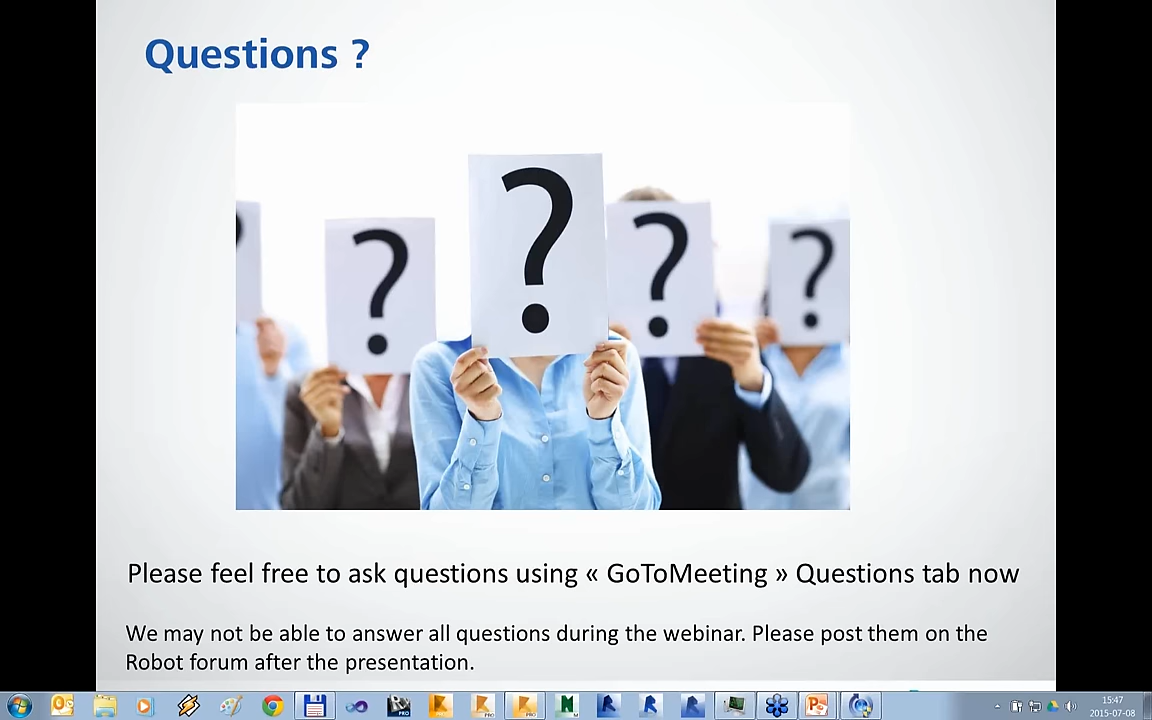 Questions ?
?
?
?
?
?
Please feel free to ask questions using « GoToMeeting » Questions tab now
We may not be able to answer all questions during the webinar. Please post them on the
Robot forum after the presentation.
15:47
2015-07-08